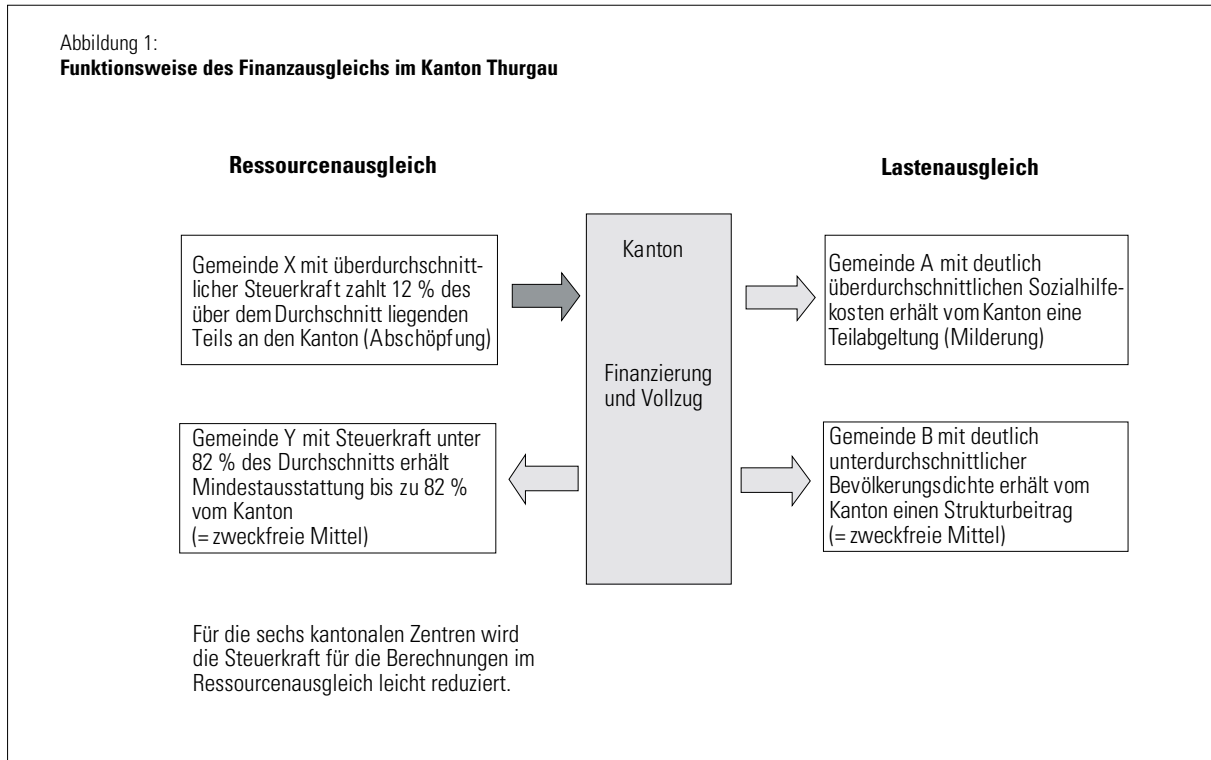 Abbildung 1:
Funktionsweise des Finanzausgleichs im Kanton Thurgau
Ressourcenausgleich
Gemeinde X mit überdurchschnitt-
licher Steuerkraft zahlt 12 % des
über dem Durchschnitt liegenden
Teils an den Kanton (Abschöpfung)
Gemeinde Y mit Steuerkraft unter
82 % des Durchschnitts erhält
Mindestausstattung bis zu 82 %
vom Kanton
(= zweckfreie Mittel)
Für die sechs kantonalen Zentren wird
die Steuerkraft für die Berechnungen im
Ressourcenausgleich leicht reduziert.
Kanton
Finanzierung
und Vollzug
Lastenausgleich
Gemeinde A mit deutlich
überdurchschnittlichen Sozialhilfe-
kosten erhält vom Kanton eine
Teilabgeltung (Milderung)
Gemeinde B mit deutlich
unterdurchschnittlicher
Bevölkerungsdichte erhält vom
Kanton einen Strukturbeitrag
(= zweckfreie Mittel)